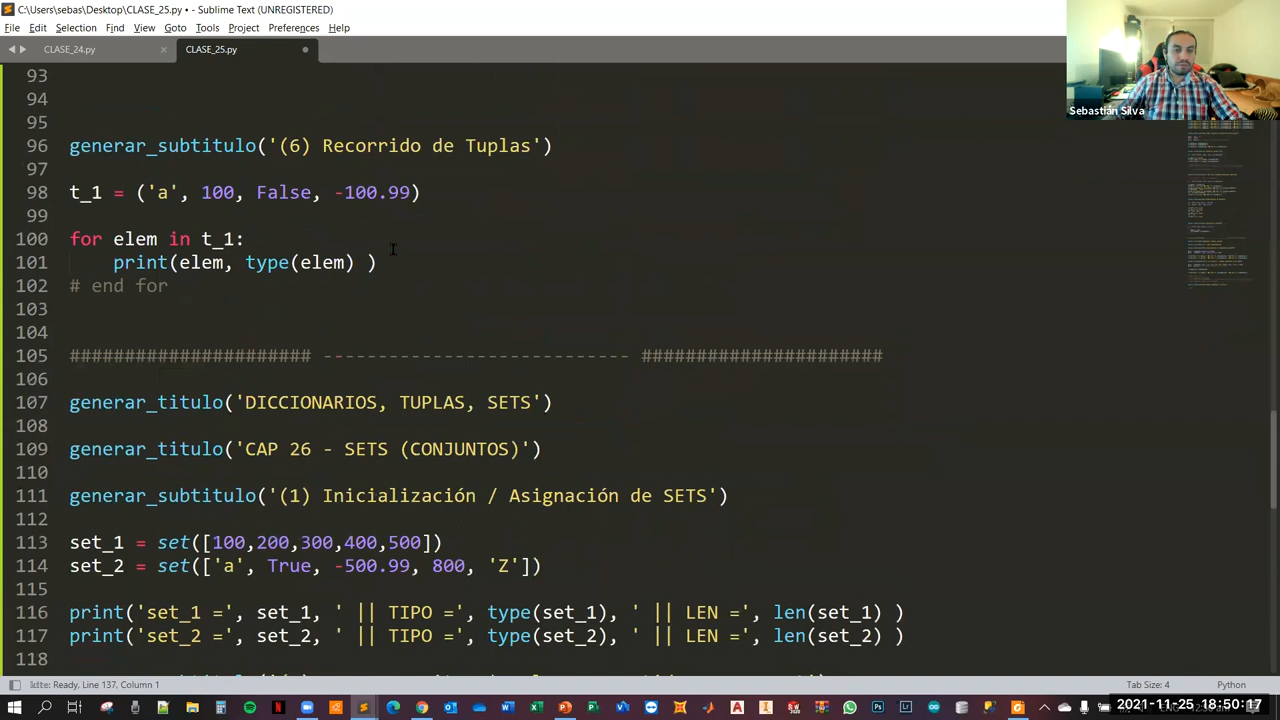 C:\Users\sebas\Desktop\CLASE_25.py • - Sublime Text (UNREGISTERED)
File Edit Selection Find View Goto Tools Project Preferences Help
CLASE_24.py
CLASE_25.py
Sebastián Silva
93
94
95
96 generar_subtitulo('(6) Recorrido de Tuplas')
97
98 t_1 = ('a', 100, False, -100.99)
99
100 for elem in t_1:
101 print(elem, type(elem) )
102 # end for
103
104
105 ###################### ---------------------------- ######################
106
107 generar_titulo('DICCIONARIOS, TUPLAS, SETS')
108
109 generar_titulo('CAP 26 - SETS (CONJUNTOS)')
110
111 generar_subtitulo('(1) Inicialización / Asignación de SETS')
112
113 set_1 = set([100,200,300,400,500])
114 set_2 = set(['a', True, -500.99, 800, 'Z'])
115
116 print('set_1 =', set_1, ' || TIPO =', type(set_1), ' || LEN =', len(set_1) )
117 print('set_2 =', set_2, ' || TIPO =', type(set_2), ' || LEN =', len(set_2) )
118
Ready, Line 137, Column 1
Tab Size: 4
Python
2021-11-25 18:50:17